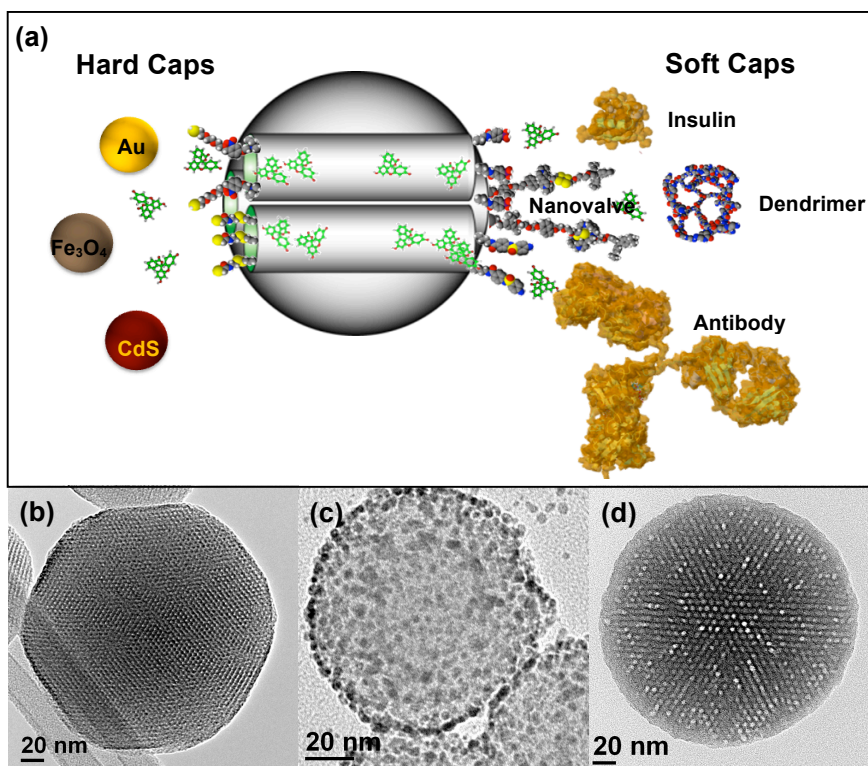 (a)
Hard Caps
Soft Caps
Au
Fe₃O₄
CdS
Insulin
Nanovalve
Dendrimer
Antibody
(b)
(c)
(d)
20 nm
20 nm
20 nm